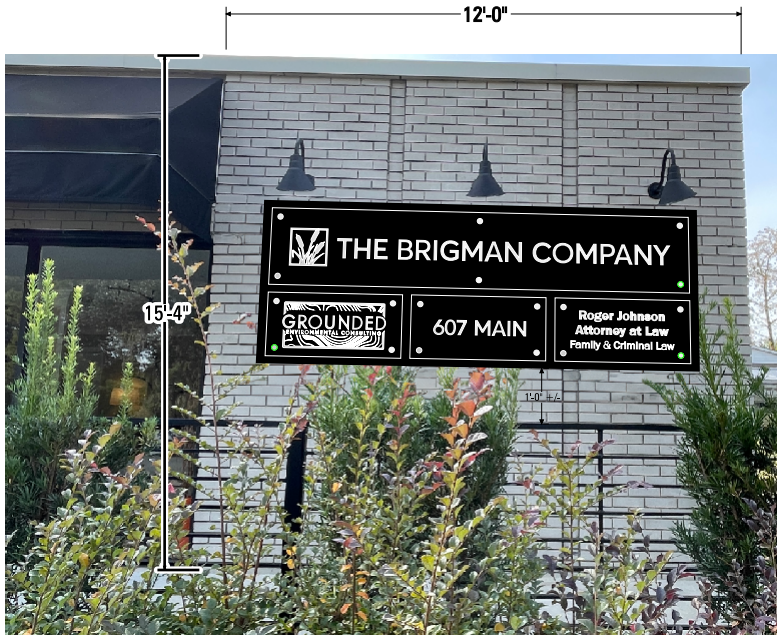 12'-0"
15'-4"
THE BRIGMAN COMPANY
GROUNDED
ENVIRONMENTAL CONSULTING
607 MAIN
Roger Johnson
Attorney at Law
Family & Criminal Law
1'-0" +/-